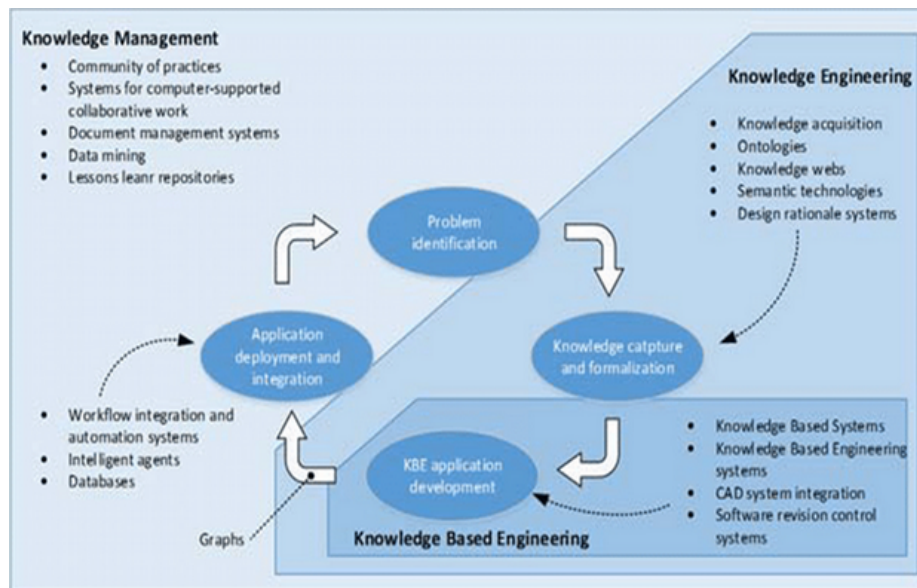 Knowledge Management
• Community of practices
• Systems for computer-supported
collaborative work
• Document management systems
• Data mining
• Lessons leanr repositories
Knowledge Engineering
• Knowledge acquisition
• Ontologies
• Knowledge webs
• Semantic technologies
• Design rationale systems
Problem
identification
Application
deployment and
integration
Knowledge catpture
and formalization
• Workflow integration and
automation systems
• Intelligent agents
• Databases
KBE application
development
• Knowledge Based Systems
• Knowledge Based Engineering
systems
• CAD system integration
• Software revision control
systems
Graphs
Knowledge Based Engineering